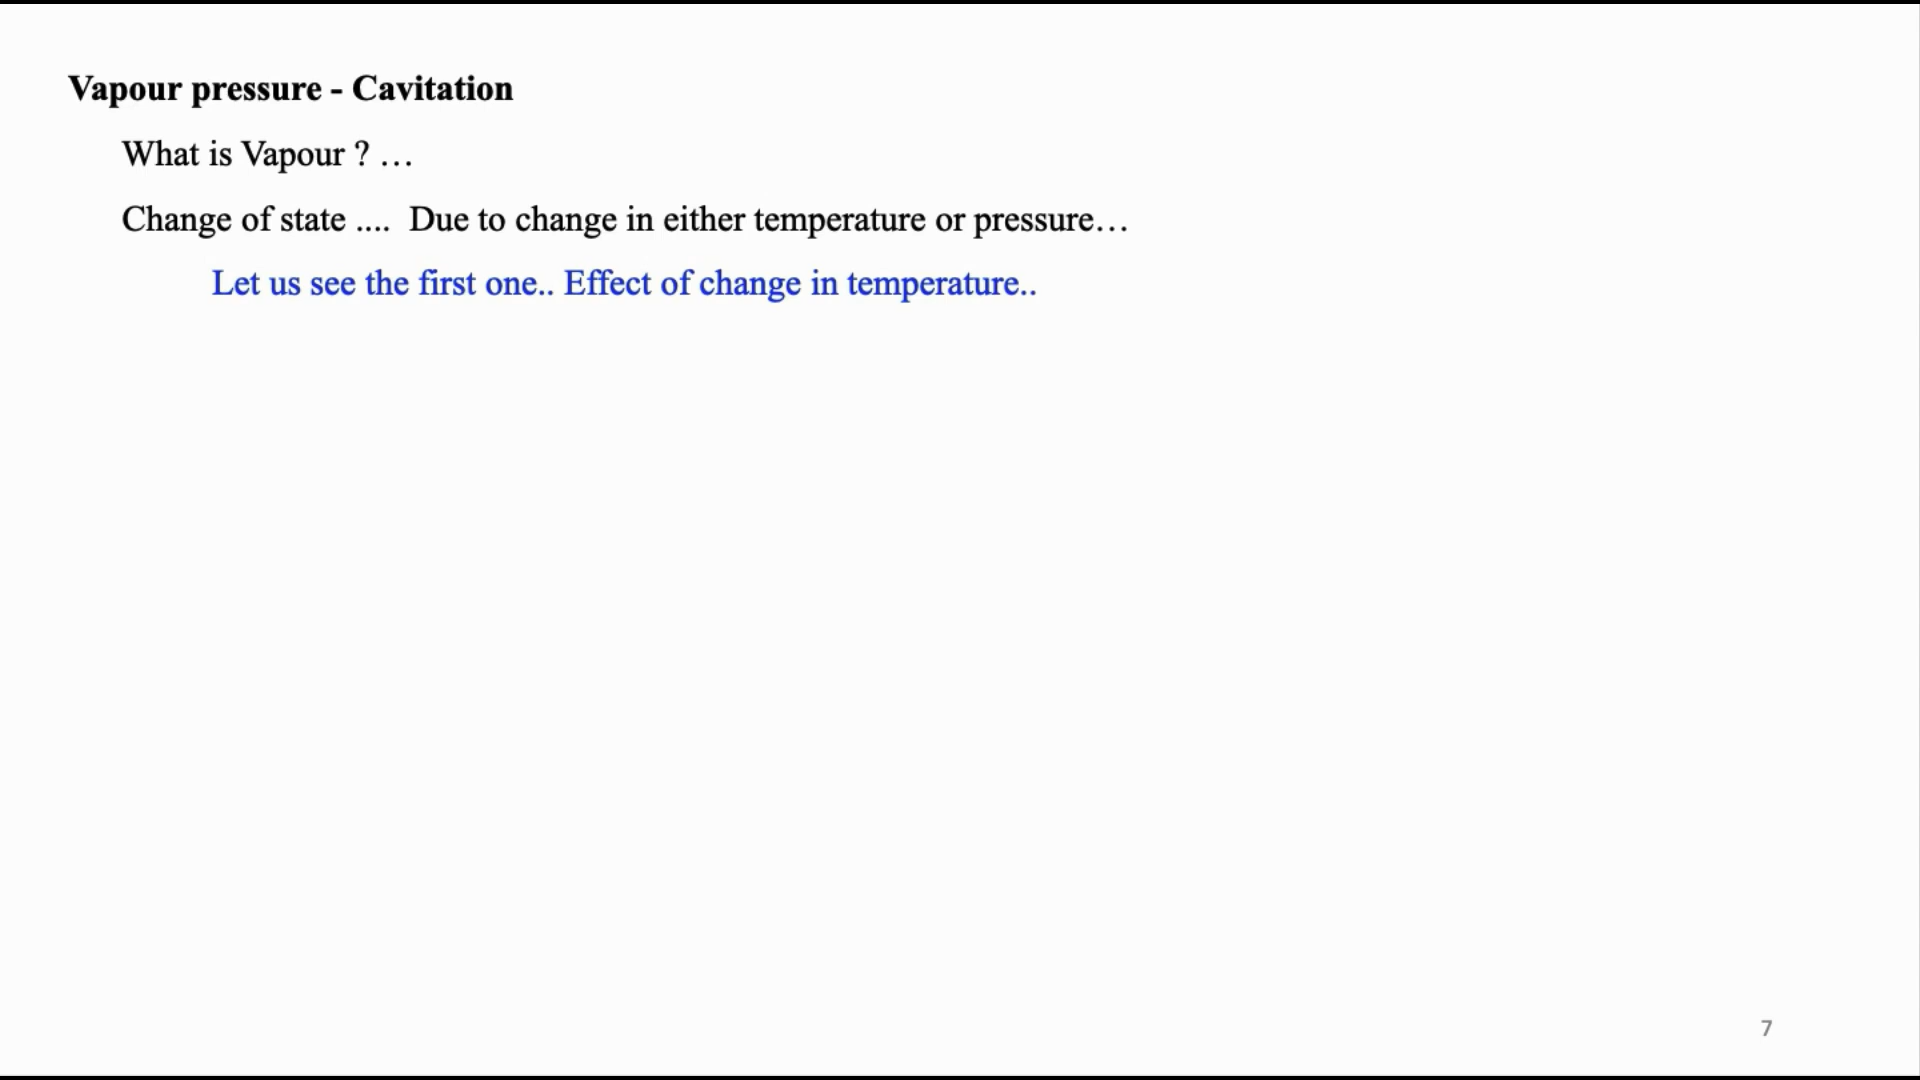 Vapour pressure - Cavitation
What is Vapour ? …
Change of state .... Due to change in either temperature or pressure…
Let us see the first one.. Effect of change in temperature..
7